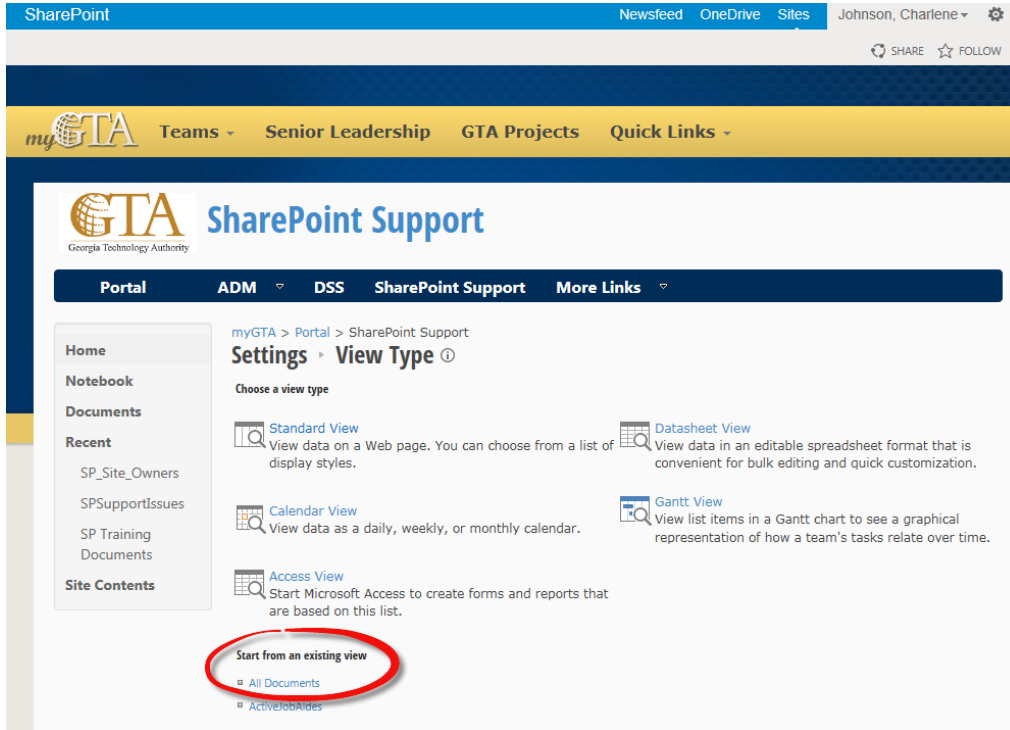 SharePoint
Newsfeed OneDrive Sites Johnson, Charlene
SHARE FOLLOW
myGTA Teams Senior Leadership GTA Projects Quick Links
GTA
Georgia Technology Authority
SharePoint Support
Portal ADM DSS SharePoint Support More Links
Home
Notebook
Documents
Recent
SP_Site_Owners
SPSupportIssues
SP Training
Documents
Site Contents
myGTA > Portal > SharePoint Support
Settings View Type
Choose a view type
Standard View
View data on a Web page. You can choose from a list of
display styles.
Datasheet View
View data in an editable spreadsheet format that is
convenient for bulk editing and quick customization.
Calendar View
View data as a daily, weekly, or monthly calendar.
Gantt View
View list items in a Gantt chart to see a graphical
representation of how a team's tasks relate over time.
Access View
Start Microsoft Access to create forms and reports that
are based on this list.
Start from an existing view
All Documents
ActiveJobAides